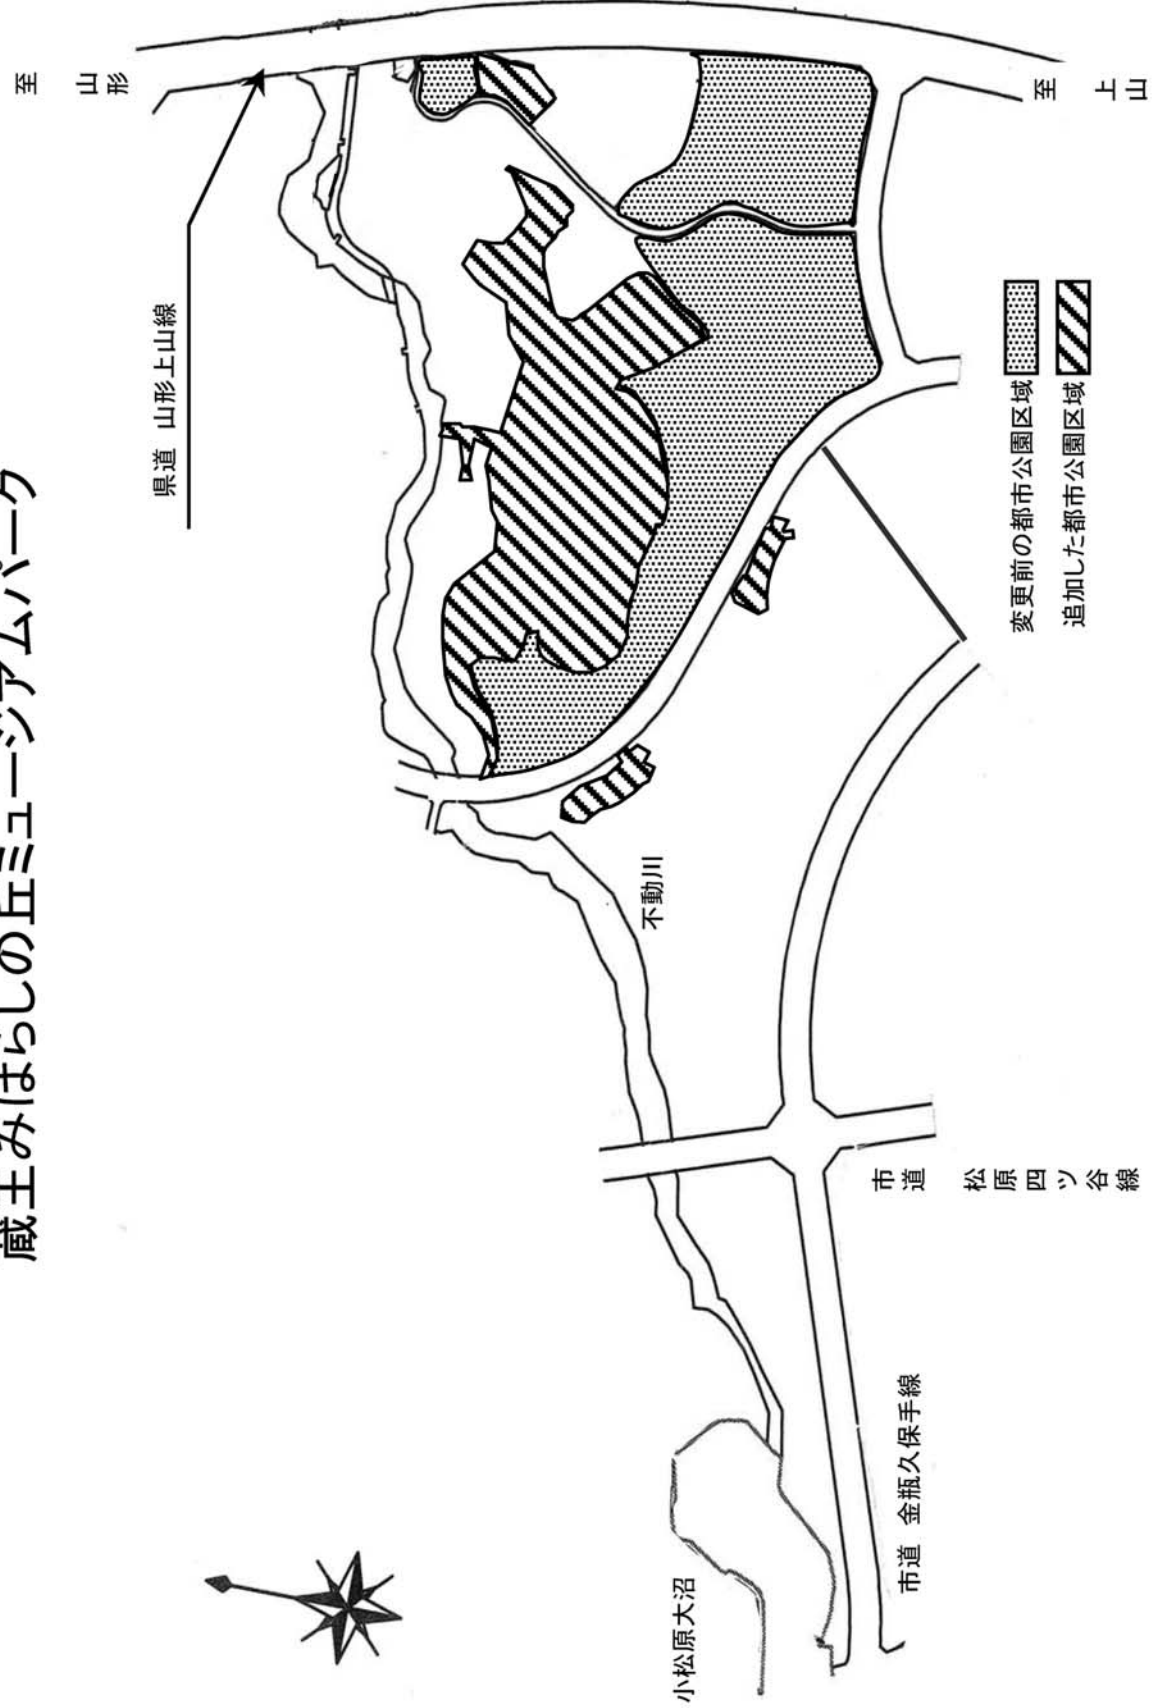 蔵王みはらしの丘ミュージアムパーク
至 山形
県道 山形上山線
至 上山
変更前の都市公園区域
追加した都市公園区域
不動川
市道 松原四ツ谷線
市道 金瓶久保手線
小松原大沼